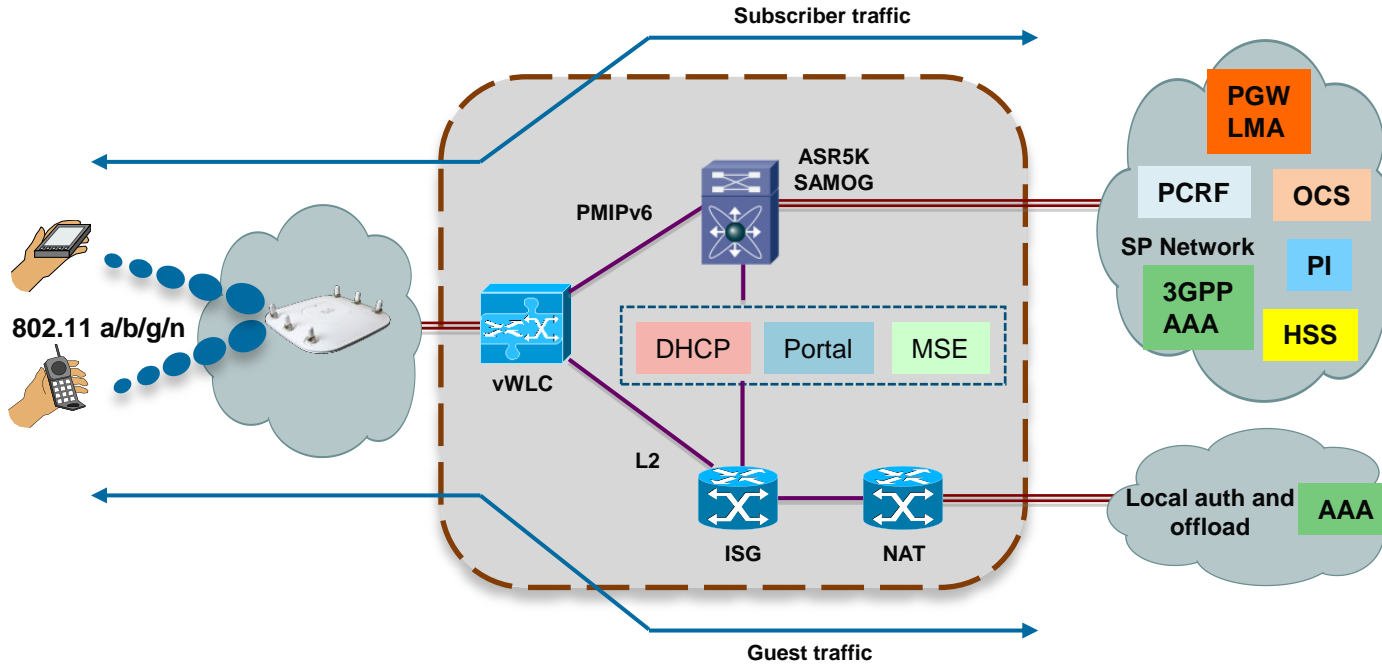 Subscriber traffic
PGW
LMA
ASR5K
SAMOG
PCRF
OCS
PMIPv6
SP Network
PI
3GPP
AAA
HSS
802.11 a/b/g/n
DHCP
Portal
MSE
vWLC
L2
Local auth and
offload
AAA
ISG
NAT
Guest traffic